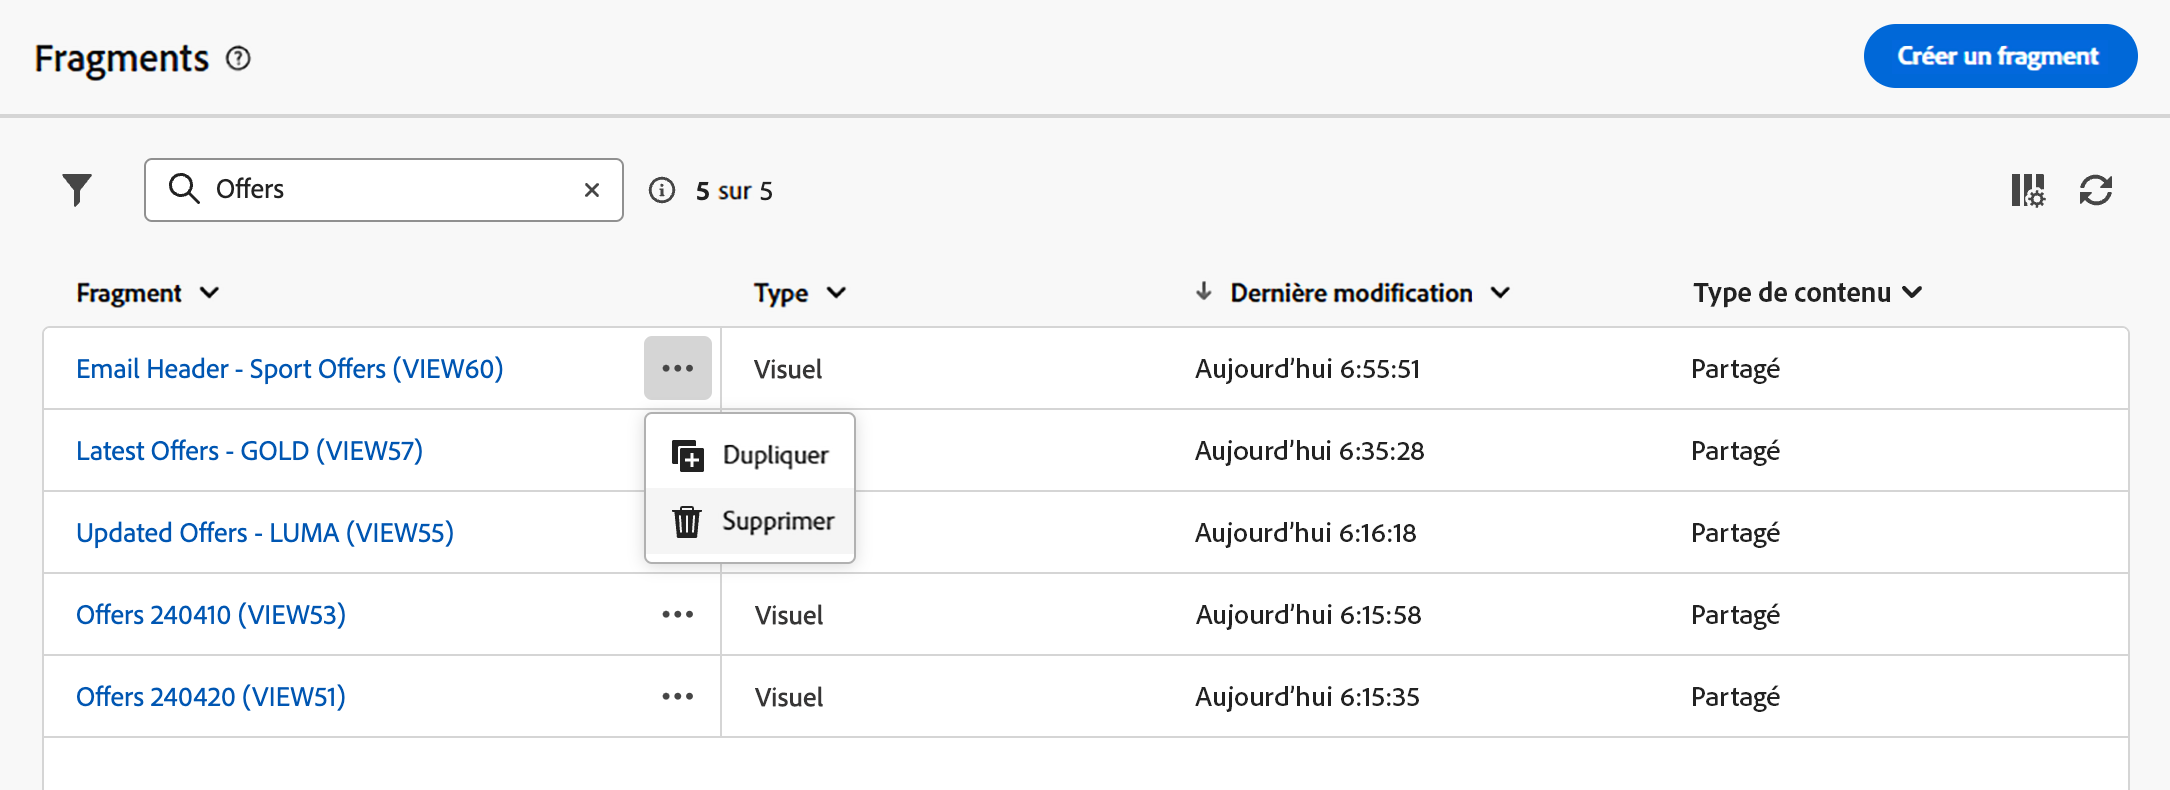 Fragments
Créer un fragment
Offers
5 sur 5
Fragment Type Dernière modification Type de contenu
Email Header - Sport Offers (VIEW60) Visuel Aujourd’hui 6:55:51 Partagé
Latest Offers - GOLD (VIEW57) Aujourd’hui 6:35:28 Partagé
Dupliquer
Updated Offers - LUMA (VIEW55) Aujourd’hui 6:16:18 Partagé
Supprimer
Offers 240410 (VIEW53) Visuel Aujourd’hui 6:15:58 Partagé
Offers 240420 (VIEW51) Visuel Aujourd’hui 6:15:35 Partagé